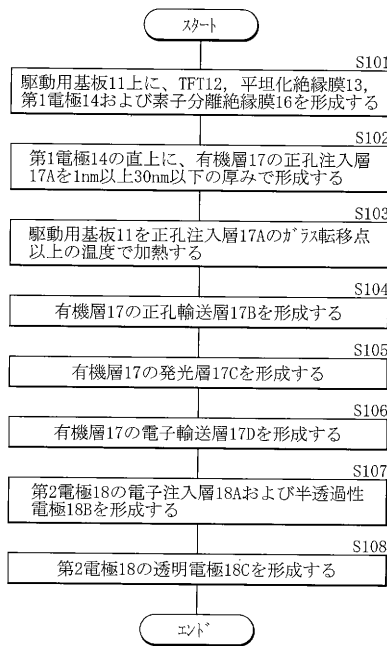 スタート
S101
駆動用基板11上に、TFT12, 平坦化絶縁膜13,
第1電極14および素子分離絶縁膜16を形成する
S102
第1電極14の直上に、有機層17の正孔注入層
17Aを1nm以上30nm以下の厚みで形成する
S103
駆動用基板11を正孔注入層17Aのガラス転移点
以上の温度で加熱する
S104
有機層17の正孔輸送層17Bを形成する
S105
有機層17の発光層17Cを形成する
S106
有機層17の電子輸送層17Dを形成する
S107
第2電極18の電子注入層18Aおよび半透過性
電極18Bを形成する
S108
第2電極18の透明電極18Cを形成する
エンド